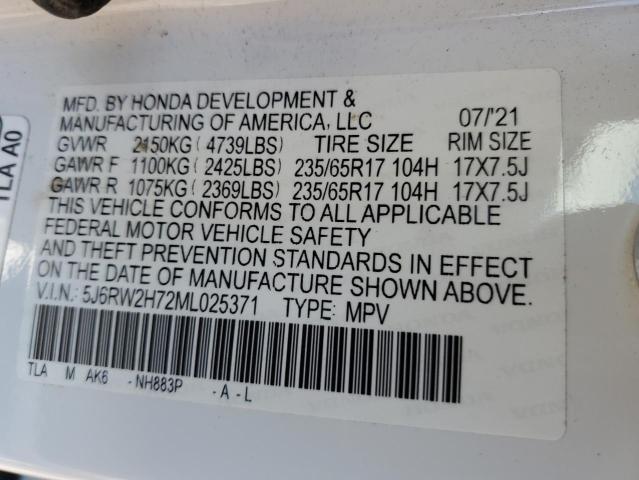 MFD. BY HONDA DEVELOPMENT &
MANUFACTURING OF AMERICA, LLC 07/'21
GVWR 2150KG (4739LBS) TIRE SIZE RIM SIZE
GAWR F 1100KG (2425LBS) 235/65R17 104H 17X7.5J
GAWR R 1075KG (2369LBS) 235/65R17 104H 17X7.5J
THIS VEHICLE CONFORMS TO ALL APPLICABLE
FEDERAL MOTOR VEHICLE SAFETY
AND THEFT PREVENTION STANDARDS IN EFFECT
ON THE DATE OF MANUFACTURE SHOWN ABOVE.
V.I.N.: 5J6RW2H72ML025371 TYPE: MPV
TLA M AK6 -NH883P -A-L
TLA A0